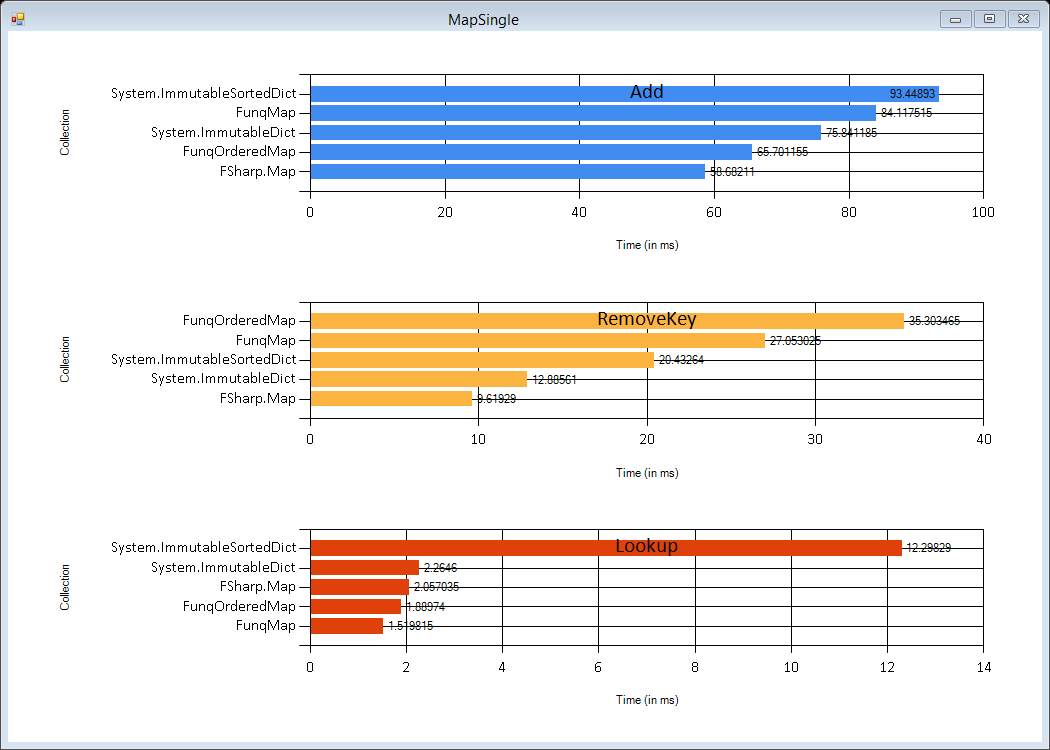 MapSingle
Add
Collection
System.ImmutableSortedDict 93.44893
FunqMap 84.117515
System.ImmutableDict 75.841185
FunqOrderedMap 65.701155
FSharp.Map 58.68211
0 20 40 60 80 100
Time (in ms)
RemoveKey
Collection
FunqOrderedMap 35.303465
FunqMap 27.053025
System.ImmutableSortedDict 20.43264
System.ImmutableDict 12.88561
FSharp.Map 9.61929
0 10 20 30 40
Time (in ms)
Lookup
Collection
System.ImmutableSortedDict 12.29829
System.ImmutableDict 2.2646
FSharp.Map 2.057035
FunqOrderedMap 1.88974
FunqMap 1.519815
0 2 4 6 8 10 12 14
Time (in ms)